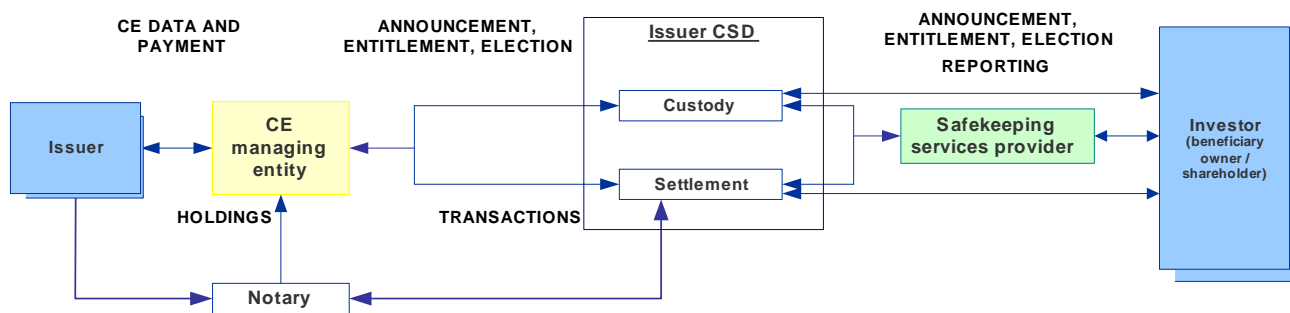 CE DATA AND
PAYMENT
ANNOUNCEMENT,
ENTITLEMENT, ELECTION
Issuer CSD
ANNOUNCEMENT,
ENTITLEMENT, ELECTION
REPORTING
Issuer
CE
managing
entity
Custody
Settlement
Safekeeping
services provider
Investor
(beneficiary
owner /
shareholder)
HOLDINGS
TRANSACTIONS
Notary